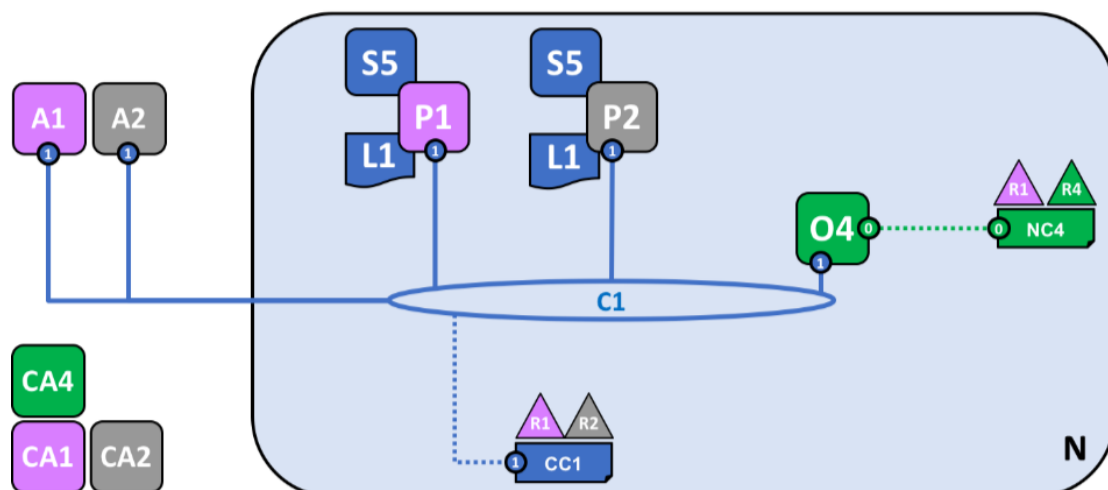 S5 S5
A1 A2 P1 P2
1 1 L1 1 L1 1
R1 R4
O4 0 0 NC4
1
C1
CA4
R1 R2
CA1 CA2 N
1 CC1